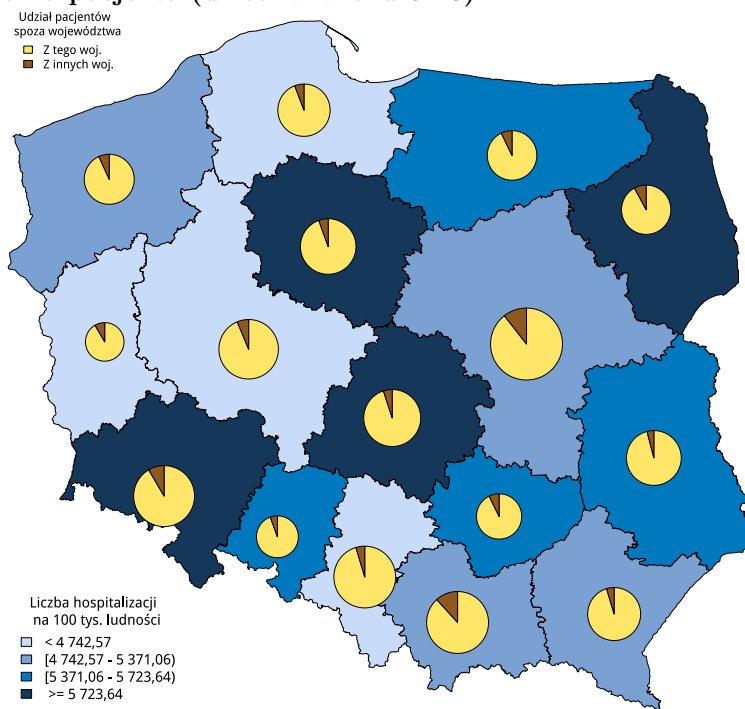 Udział pacjentów
spoza województwa
Z tego woj.
Z innych woj.
Liczba hospitalizacji
na 100 tys. ludności
< 4 742,57
[4 742,57 - 5 371,06)
[5 371,06 - 5 723,64)
>= 5 723,64